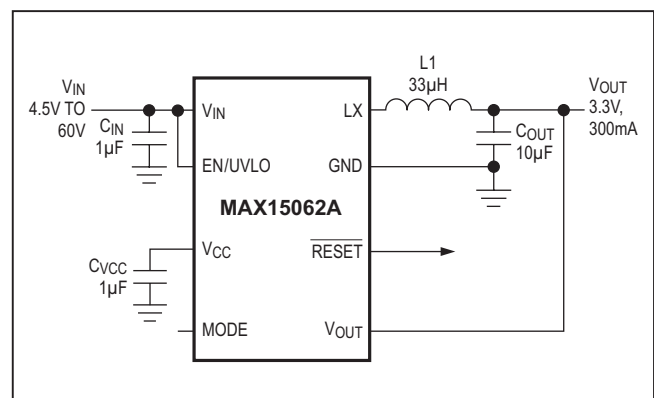 VIN
4.5V TO
60V
CIN
1µF
VIN
EN/UVLO
MAX15062A
VCC
CVCC
1µF
MODE
LX
GND
RESET
VOUT
L1
33µH
COUT
10µF
VOUT
3.3V,
300mA